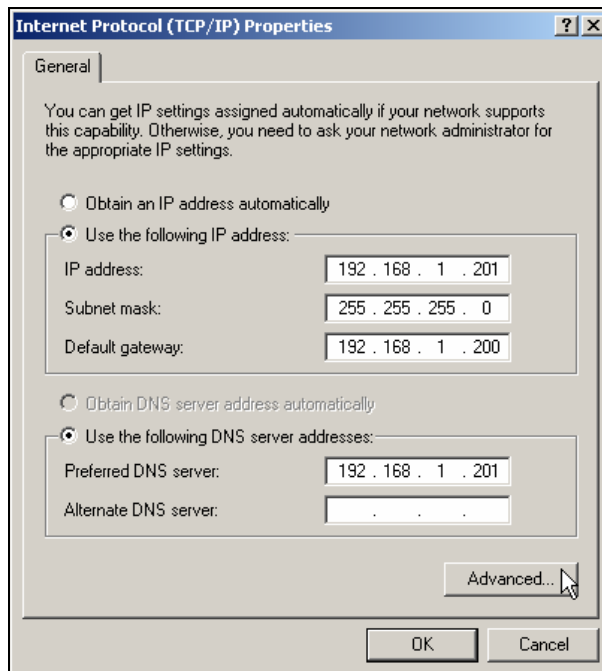 Internet Protocol (TCP/IP) Properties
General
You can get IP settings assigned automatically if your network supports
this capability. Otherwise, you need to ask your network administrator for
the appropriate IP settings.
Obtain an IP address automatically
Use the following IP address:
IP address: 192 . 168 . 1 . 201
Subnet mask: 255 . 255 . 255 . 0
Default gateway: 192 . 168 . 1 . 200
Obtain DNS server address automatically
Use the following DNS server addresses:
Preferred DNS server: 192 . 168 . 1 . 201
Alternate DNS server: . . .
Advanced...
OK Cancel